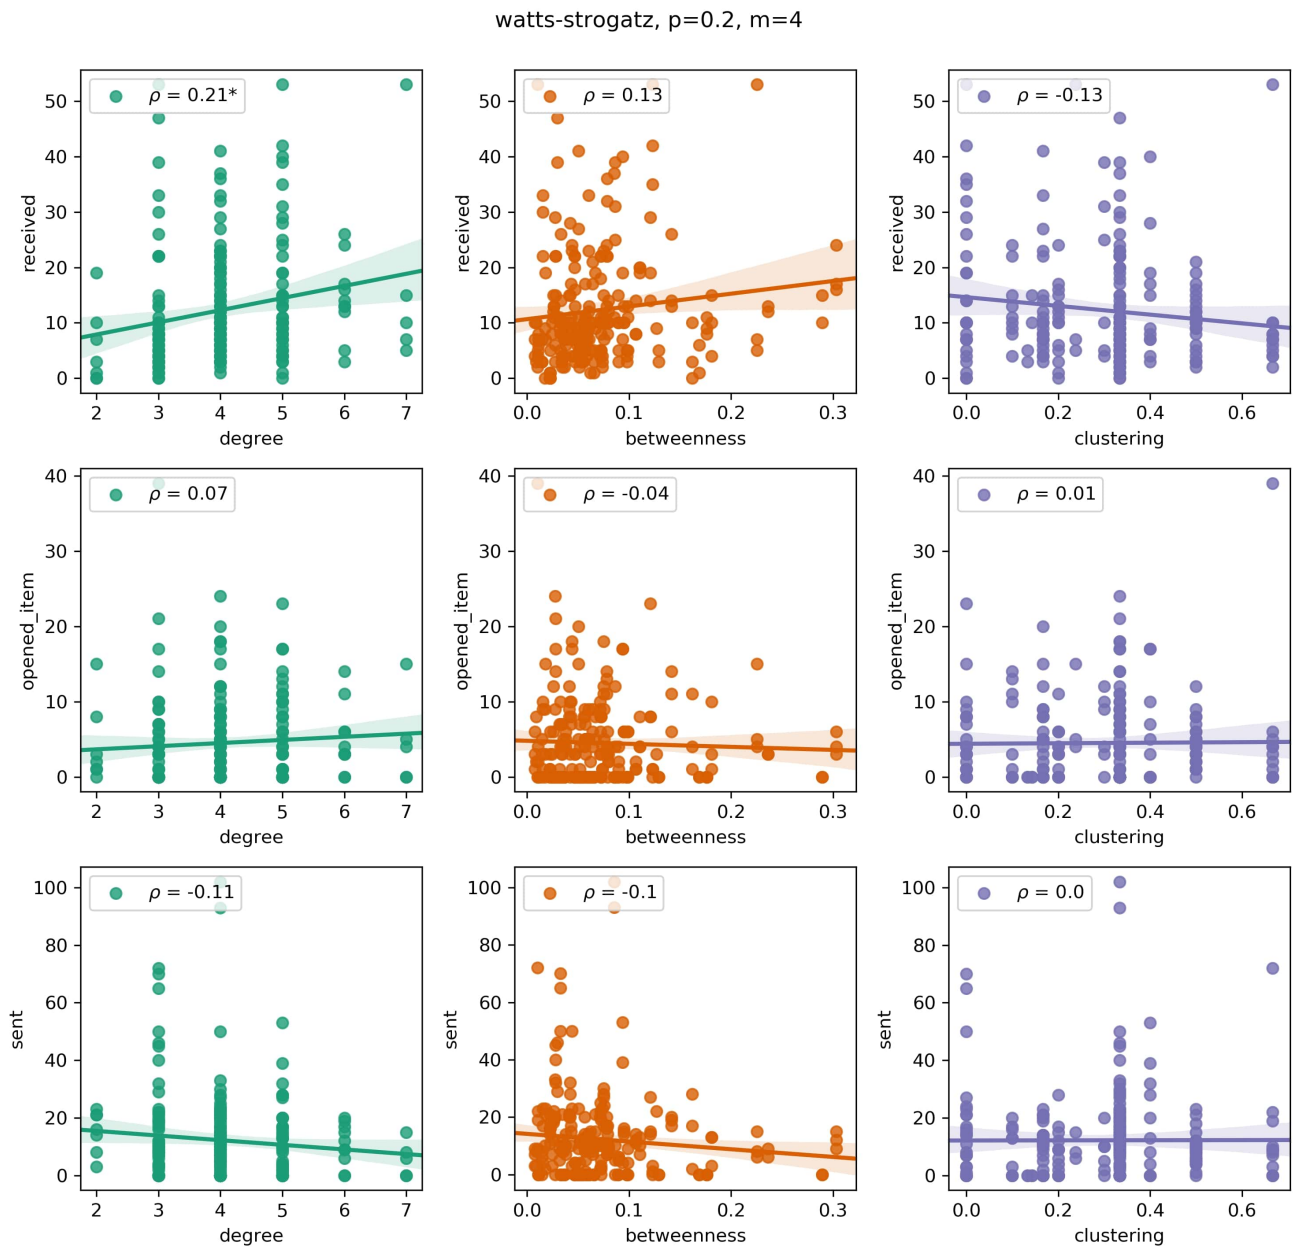 watts-strogatz, p=0.2, m=4
ρ = 0.21*
ρ = 0.13
ρ = -0.13
50
40
30
20
10
0
received
2 3 4 5 6 7
degree
50
40
30
20
10
0
received
0.0 0.1 0.2 0.3
betweenness
50
40
30
20
10
0
received
0.0 0.2 0.4 0.6
clustering
ρ = 0.07
ρ = -0.04
ρ = 0.01
40
30
20
10
0
opened_item
2 3 4 5 6 7
degree
40
30
20
10
0
opened_item
0.0 0.1 0.2 0.3
betweenness
40
30
20
10
0
opened_item
0.0 0.2 0.4 0.6
clustering
ρ = -0.11
ρ = -0.1
ρ = 0.0
100
80
60
40
20
0
sent
2 3 4 5 6 7
degree
100
80
60
40
20
0
sent
0.0 0.1 0.2 0.3
betweenness
100
80
60
40
20
0
sent
0.0 0.2 0.4 0.6
clustering